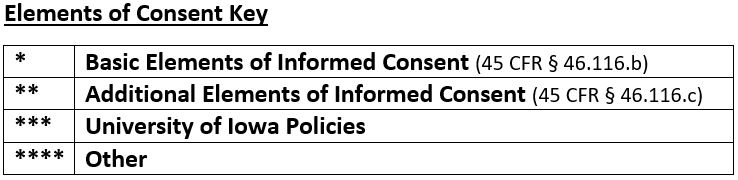 Elements of Consent Key
* Basic Elements of Informed Consent (45 CFR § 46.116.b)
** Additional Elements of Informed Consent (45 CFR § 46.116.c)
*** University of Iowa Policies
**** Other